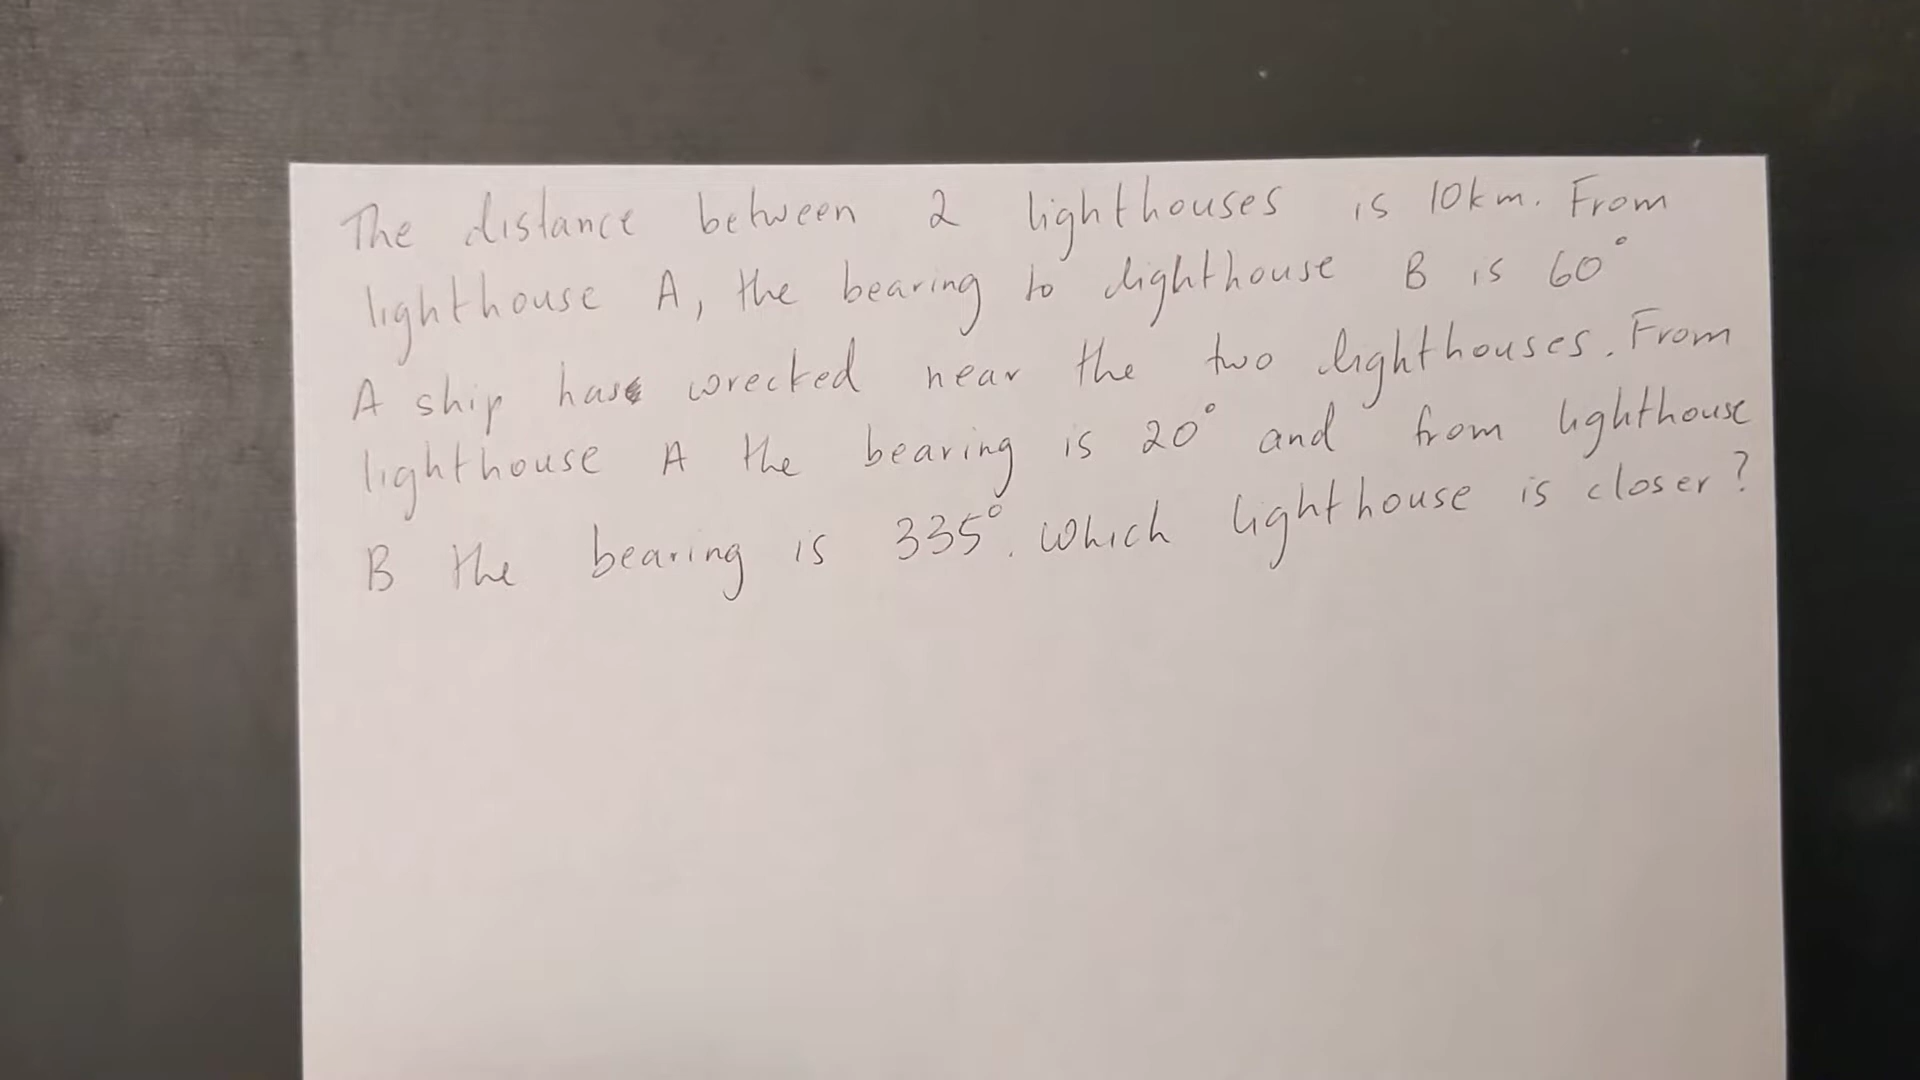 The distance between 2 lighthouses is 10km. From
lighthouse A, the bearing to lighthouse B is 60°
A ship has wrecked near the two lighthouses. From
lighthouse A the bearing is 20° and from lighthouse
B the bearing is 335°. Which lighthouse is closer?